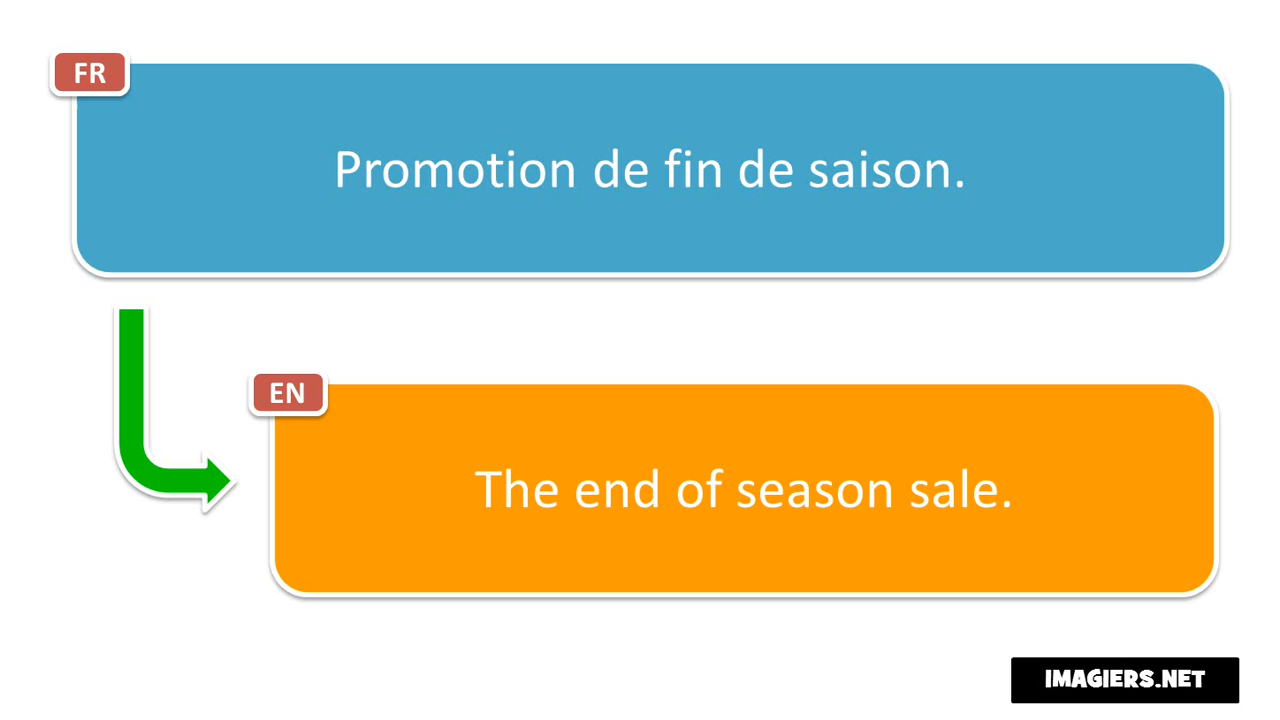 FR
Promotion de fin de saison.
EN
The end of season sale.
IMAGIERS.NET